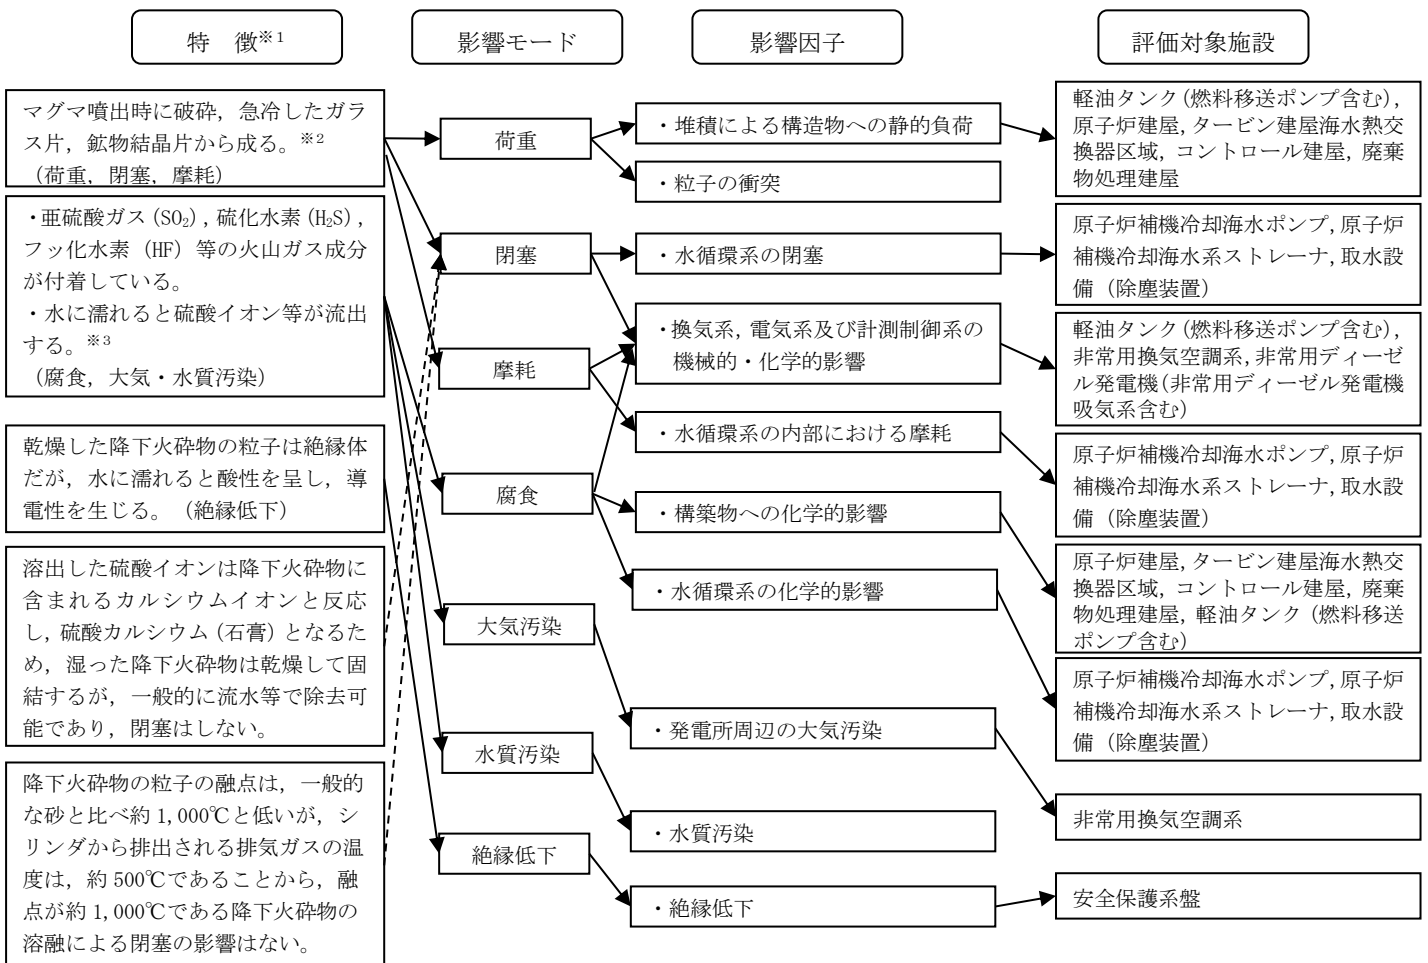 特　徴※1
影響モード
影響因子
評価対象施設
マグマ噴出時に破砕，急冷したガラ
ス片，鉱物結晶片から成る。※2
（荷重，閉塞，摩耗）
・亜硫酸ガス(SO₂)，硫化水素(H₂S)，
フッ化水素（HF）等の火山ガス成分
が付着している。
・水に濡れると硫酸イオン等が流出
する。※3
（腐食，大気・水質汚染）
乾燥した降下火砕物の粒子は絶縁体
だが，水に濡れると酸性を呈し，導
電性を生じる。（絶縁低下）
溶出した硫酸イオンは降下火砕物に
含まれるカルシウムイオンと反応
し，硫酸カルシウム（石膏）となるた
め，湿った降下火砕物は乾燥して固
結するが，一般的に流水等で除去可
能であり，閉塞はしない。
降下火砕物の粒子の融点は，一般的
な砂と比べ約1,000℃と低いが，シ
リンダから排出される排気ガスの温
度は，約500℃であることから，融
点が約1,000℃である降下火砕物の
溶融による閉塞の影響はない。
荷重
閉塞
摩耗
腐食
大気汚染
水質汚染
絶縁低下
・堆積による構造物への静的負荷
・粒子の衝突
・水循環系の閉塞
・換気系，電気系及び計測制御系の
機械的・化学的影響
・水循環系の内部における摩耗
・構築物への化学的影響
・水循環系の化学的影響
・発電所周辺の大気汚染
・水質汚染
・絶縁低下
軽油タンク(燃料移送ポンプ含む)，
原子炉建屋，タービン建屋海水熱交
換器区域，コントロール建屋，廃棄
物処理建屋
原子炉補機冷却海水ポンプ，原子炉
補機冷却海水系ストレーナ，取水設
備（除塵装置）
軽油タンク(燃料移送ポンプ含む)，
非常用換気空調系，非常用ディーゼ
ル発電機(非常用ディーゼル発電機
吸気系含む)
原子炉補機冷却海水ポンプ，原子炉
補機冷却海水系ストレーナ，取水設
備（除塵装置）
原子炉建屋，タービン建屋海水熱交
換器区域，コントロール建屋，廃棄
物処理建屋，軽油タンク（燃料移送
ポンプ含む）
原子炉補機冷却海水ポンプ，原子炉
補機冷却海水系ストレーナ，取水設
備（除塵装置）
非常用換気空調系
安全保護系盤